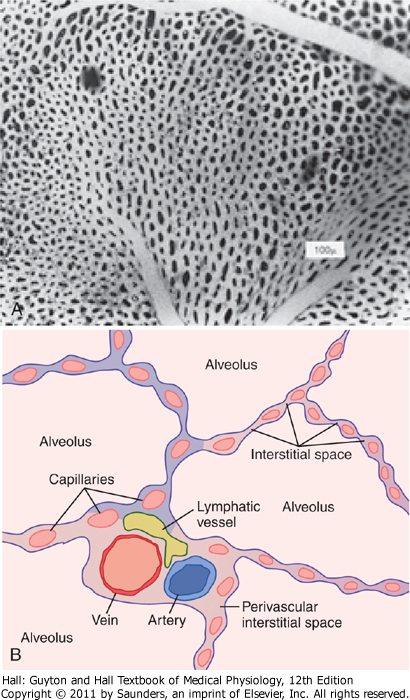 100µ
A
Alveolus
Alveolus
Interstitial space
Capillaries
Lymphatic
vessel
Alveolus
Vein
Artery
Perivascular
interstitial space
Alveolus
B
Hall: Guyton and Hall Textbook of Medical Physiology, 12th Edition
Copyright © 2011 by Saunders, an imprint of Elsevier, Inc. All rights reserved.